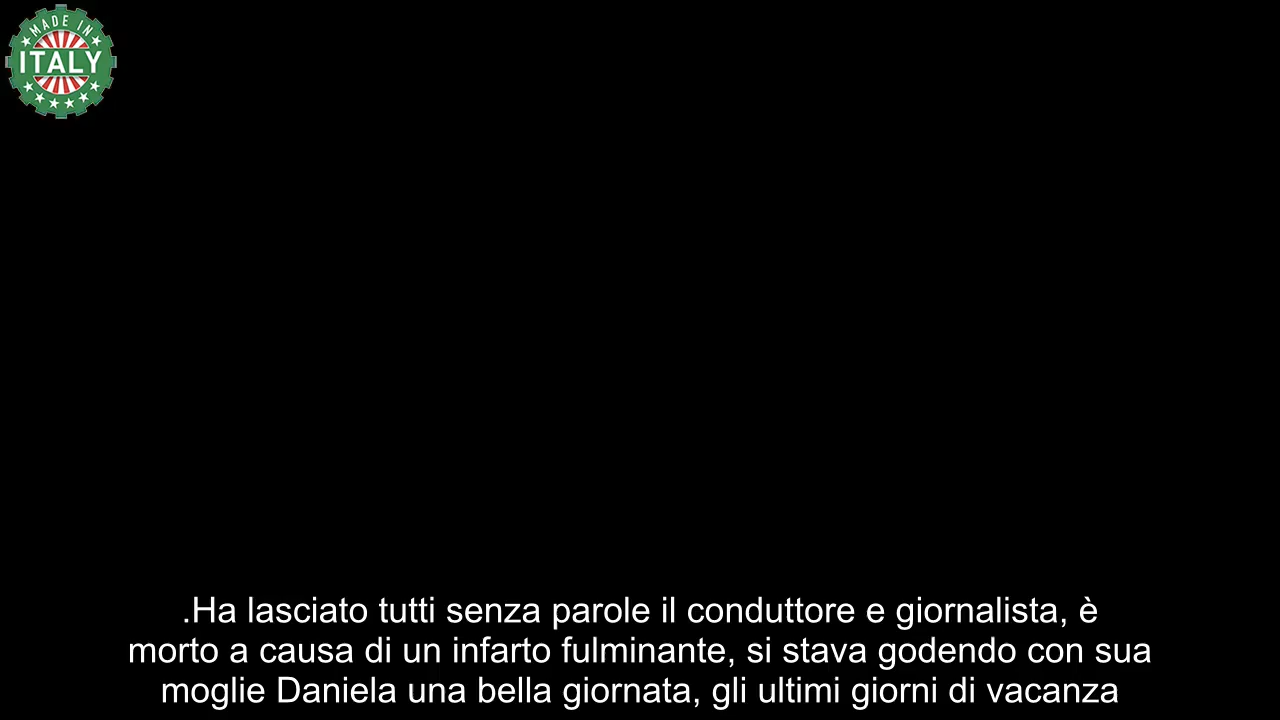 MADE IN
ITALY
.Ha lasciato tutti senza parole il conduttore e giornalista, è
morto a causa di un infarto fulminante, si stava godendo con sua
moglie Daniela una bella giornata, gli ultimi giorni di vacanza